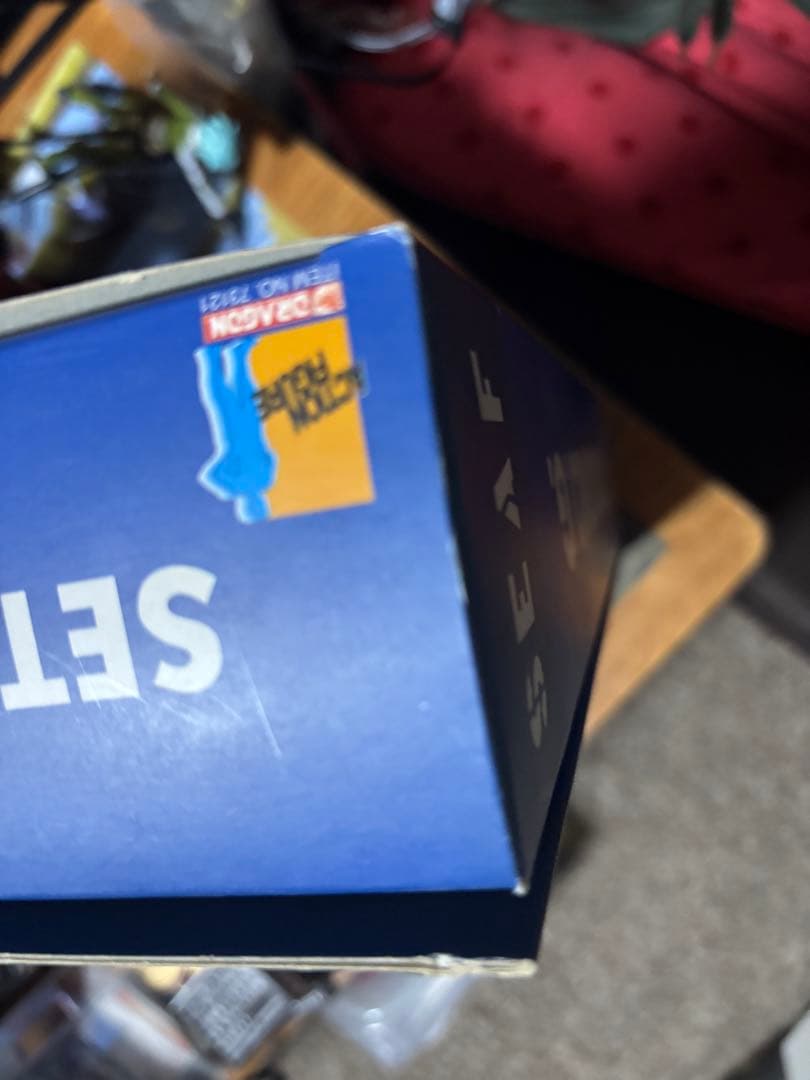 SET
ACTION
FIGURE
DRAGON
ITEM NO. 73121
SEAF